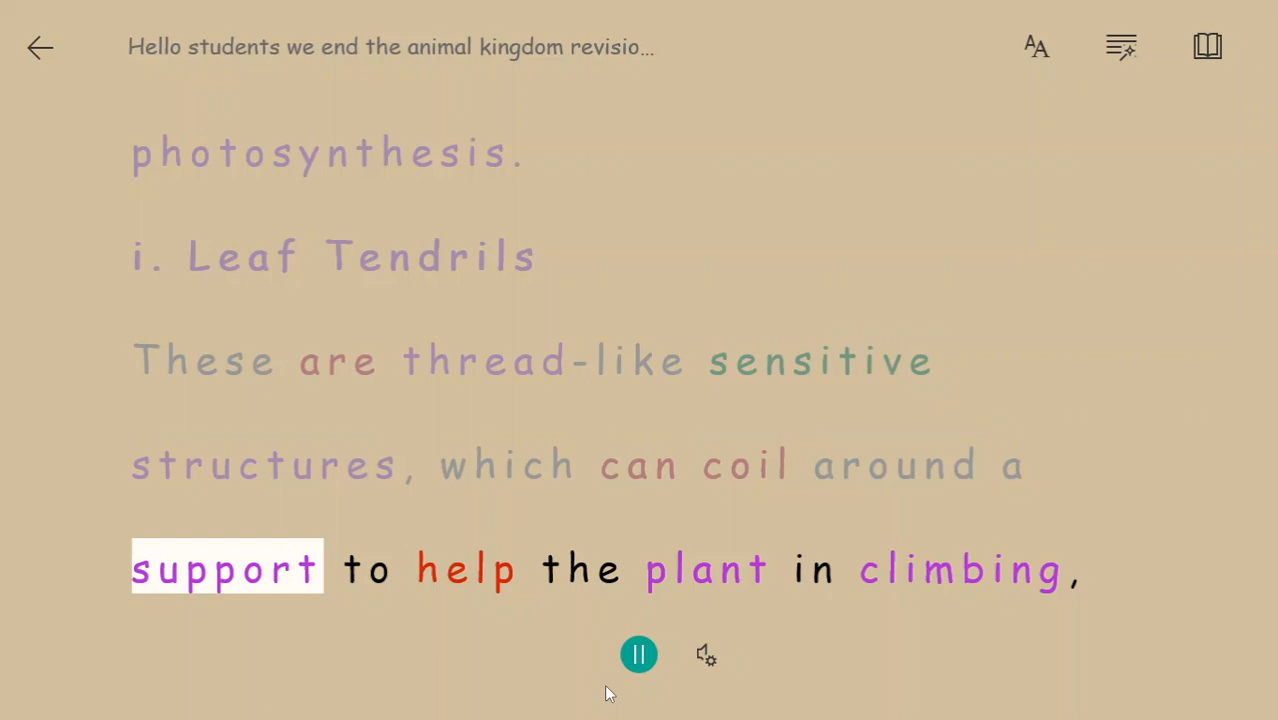 Hello students we end the animal kingdom revisio...
photosynthesis.
i. Leaf Tendrils
These are thread-like sensitive
structures, which can coil around a
support to help the plant in climbing,